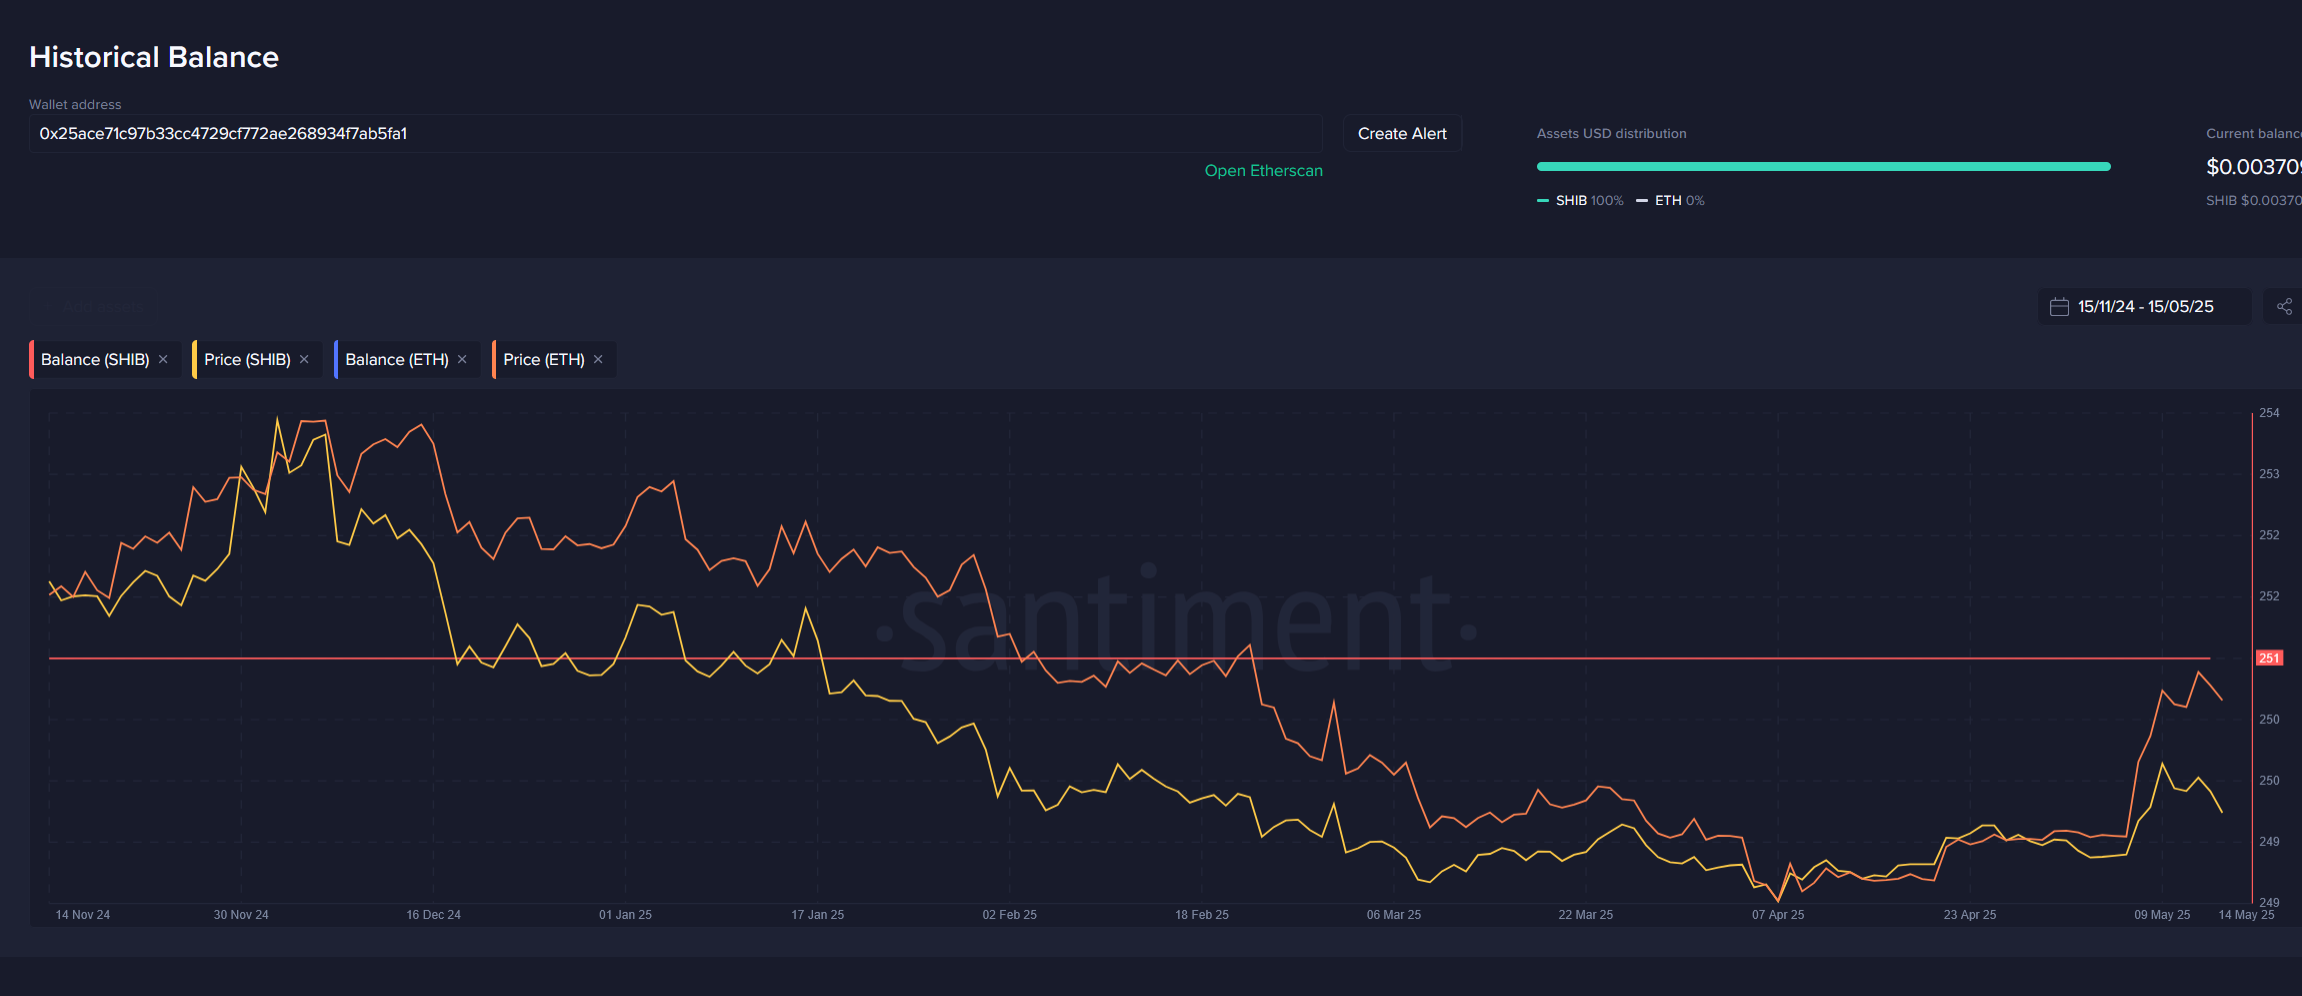 Historical Balance
Wallet address
0x25ace71c97b33cc4729cf772ae268934f7ab5fa1
Create Alert
Open Etherscan
Assets USD distribution
SHIB 100% ETH 0%
Current balance
$0.003709
SHIB $0.00370
15/11/24 - 15/05/25
Balance (SHIB) Price (SHIB) Balance (ETH) Price (ETH)
santiment
254
253
252
252
251
250
250
249
249
14 Nov 24 30 Nov 24 16 Dec 24 01 Jan 25 17 Jan 25 02 Feb 25 18 Feb 25 06 Mar 25 22 Mar 25 07 Apr 25 23 Apr 25 09 May 25 14 May 25